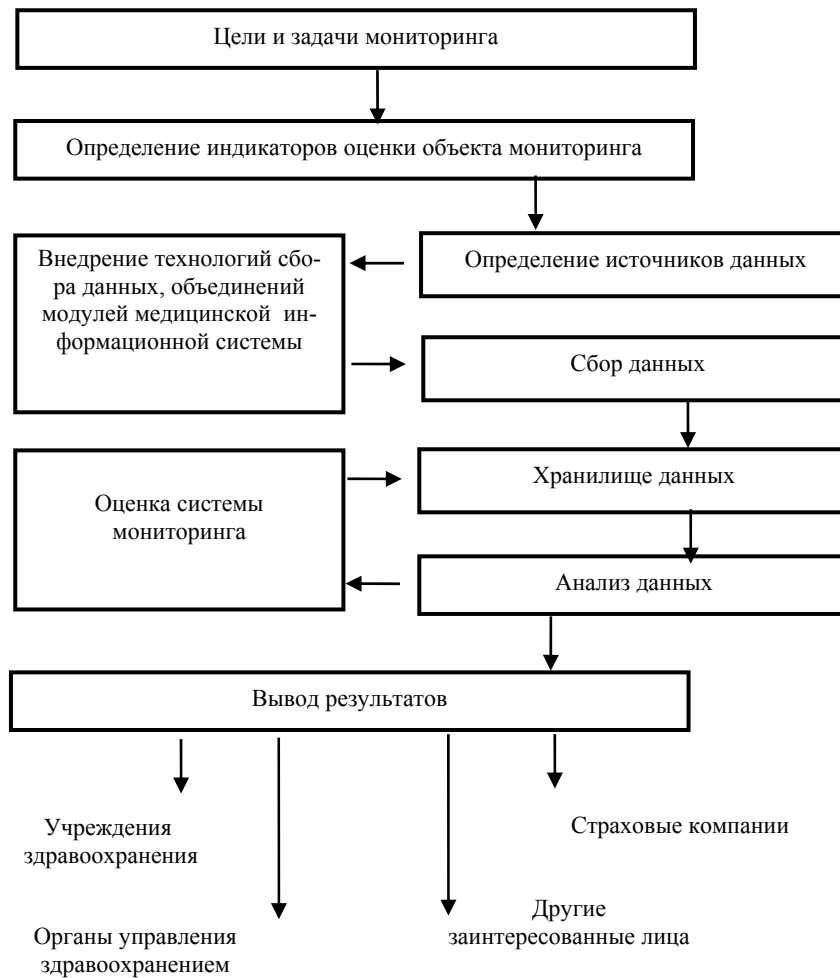 Цели и задачи мониторинга
Определение индикаторов оценки объекта мониторинга
Внедрение технологий сбо-
ра данных, объединений
модулей медицинской ин-
формационной системы
Определение источников данных
Сбор данных
Оценка системы
мониторинга
Хранилище данных
Анализ данных
Вывод результатов
Учреждения
здравоохранения
Страховые компании
Органы управления
здравоохранением
Другие
заинтересованные лица